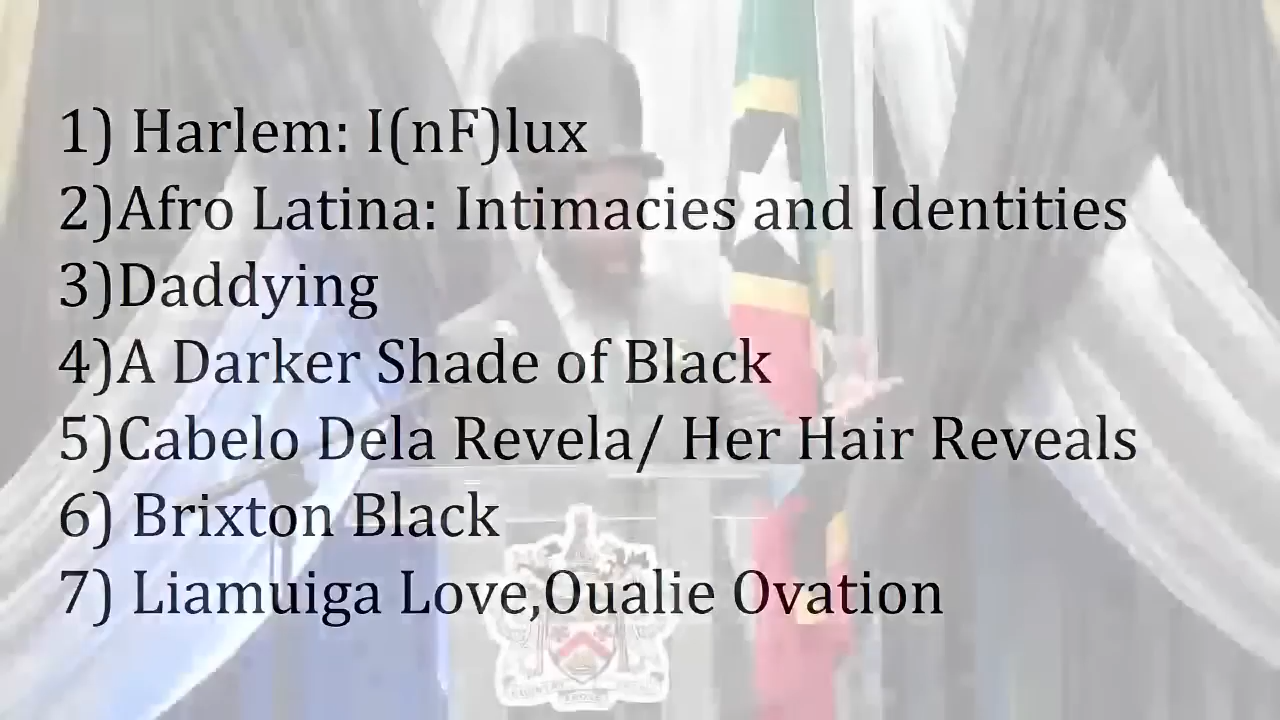 1) Harlem: I(nF)lux
2)Afro Latina: Intimacies and Identities
3)Daddying
4)A Darker Shade of Black
5)Cabelo Dela Revela/ Her Hair Reveals
6) Brixton Black
7) Liamuiga Love,Oualie Ovation